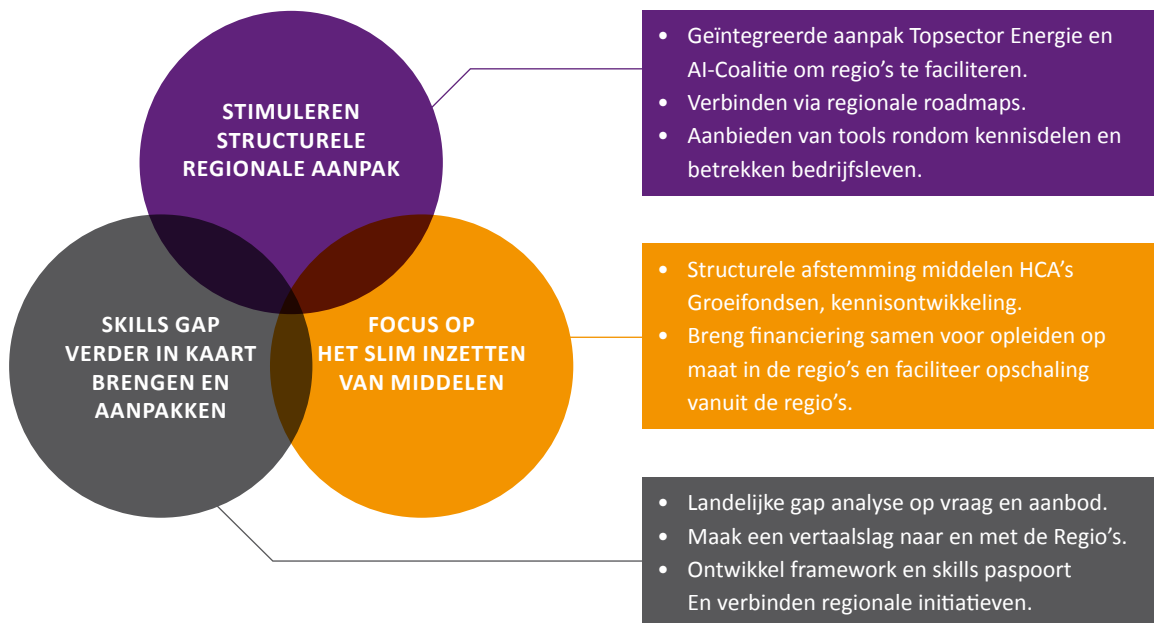 STIMULEREN
STRUCTURELE
REGIONALE AANPAK
SKILLS GAP
VERDER IN KAART
BRENGEN EN
AANPAKKEN
FOCUS OP
HET SLIM INZETTEN
VAN MIDDELEN
• Geïntegreerde aanpak Topsector Energie en
AI-Coalitie om regio's te faciliteren.
• Verbinden via regionale roadmaps.
• Aanbieden van tools rondom kennisdelen en
betrekken bedrijfsleven.
• Structurele afstemming middelen HCA's
Groeifondsen, kennisontwikkeling.
• Breng financiering samen voor opleiden op
maat in de regio's en faciliteer opschaling
vanuit de regio's.
• Landelijke gap analyse op vraag en aanbod.
• Maak een vertaalslag naar en met de Regio's.
• Ontwikkel framework en skills paspoort
En verbinden regionale initiatieven.